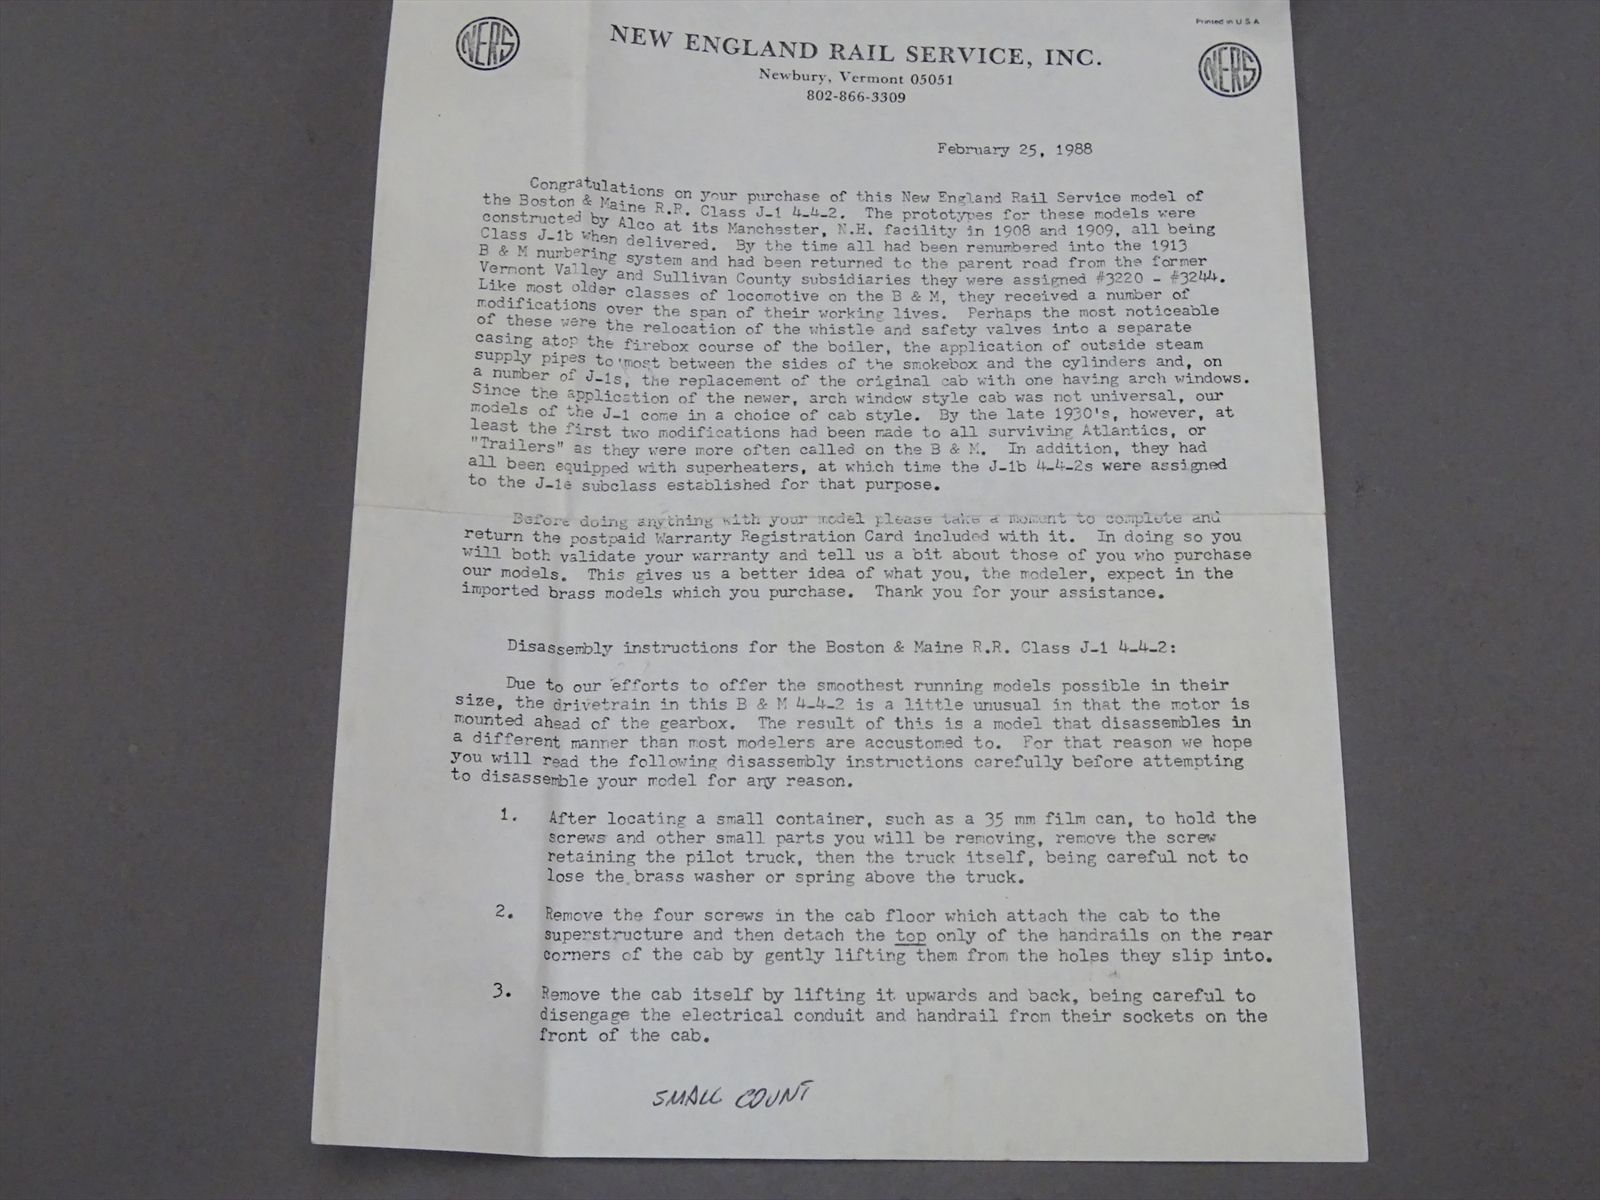 Printed in U S A
NERS
NEW ENGLAND RAIL SERVICE, INC.
NERS
Newbury, Vermont 05051
802-866-3309
February 25, 1988
Congratulations on your purchase of this New England Rail Service model of
the Boston & Maine R.R. Class J-1 4-4-2. The prototypes for these models were
constructed by Alco at its Manchester, N.H. facility in 1908 and 1909, all being
Class J-1b when delivered. By the time all had been renumbered into the 1913
B & M numbering system and had been returned to the parent road from the former
Vermont Valley and Sullivan County subsidiaries they were assigned #3220 - #3244.
Like most older classes of locomotive on the B & M, they received a number of
modifications over the span of their working lives. Perhaps the most noticeable
of these were the relocation of the whistle and safety valves into a separate
casing atop the firebox course of the boiler, the application of outside steam
supply pipes to most between the sides of the smokebox and the cylinders and, on
a number of J-1s, the replacement of the original cab with one having arch windows.
Since the application of the newer, arch window style cab was not universal, our
models of the J-1 come in a choice of cab style. By the late 1930's, however, at
least the first two modifications had been made to all surviving Atlantics, or
"Trailers" as they were more often called on the B & M. In addition, they had
all been equipped with superheaters, at which time the J-1b 4-4-2s were assigned
to the J-1e subclass established for that purpose.
Before doing anything with your model please take a moment to complete and
return the postpaid Warranty Registration Card included with it. In doing so you
will both validate your warranty and tell us a bit about those of you who purchase
our models. This gives us a better idea of what you, the modeler, expect in the
imported brass models which you purchase. Thank you for your assistance.
Disassembly instructions for the Boston & Maine R.R. Class J-1 4-4-2:
Due to our efforts to offer the smoothest running models possible in their
size, the drivetrain in this B & M 4-4-2 is a little unusual in that the motor is
mounted ahead of the gearbox. The result of this is a model that disassembles in
a different manner than most modelers are accustomed to. For that reason we hope
you will read the following disassembly instructions carefully before attempting
to disassemble your model for any reason.
1. After locating a small container, such as a 35 mm film can, to hold the
screws and other small parts you will be removing, remove the screw
retaining the pilot truck, then the truck itself, being careful not to
lose the brass washer or spring above the truck.
2. Remove the four screws in the cab floor which attach the cab to the
superstructure and then detach the top only of the handrails on the rear
corners of the cab by gently lifting them from the holes they slip into.
3. Remove the cab itself by lifting it upwards and back, being careful to
disengage the electrical conduit and handrail from their sockets on the
front of the cab.
SMALL COUNT